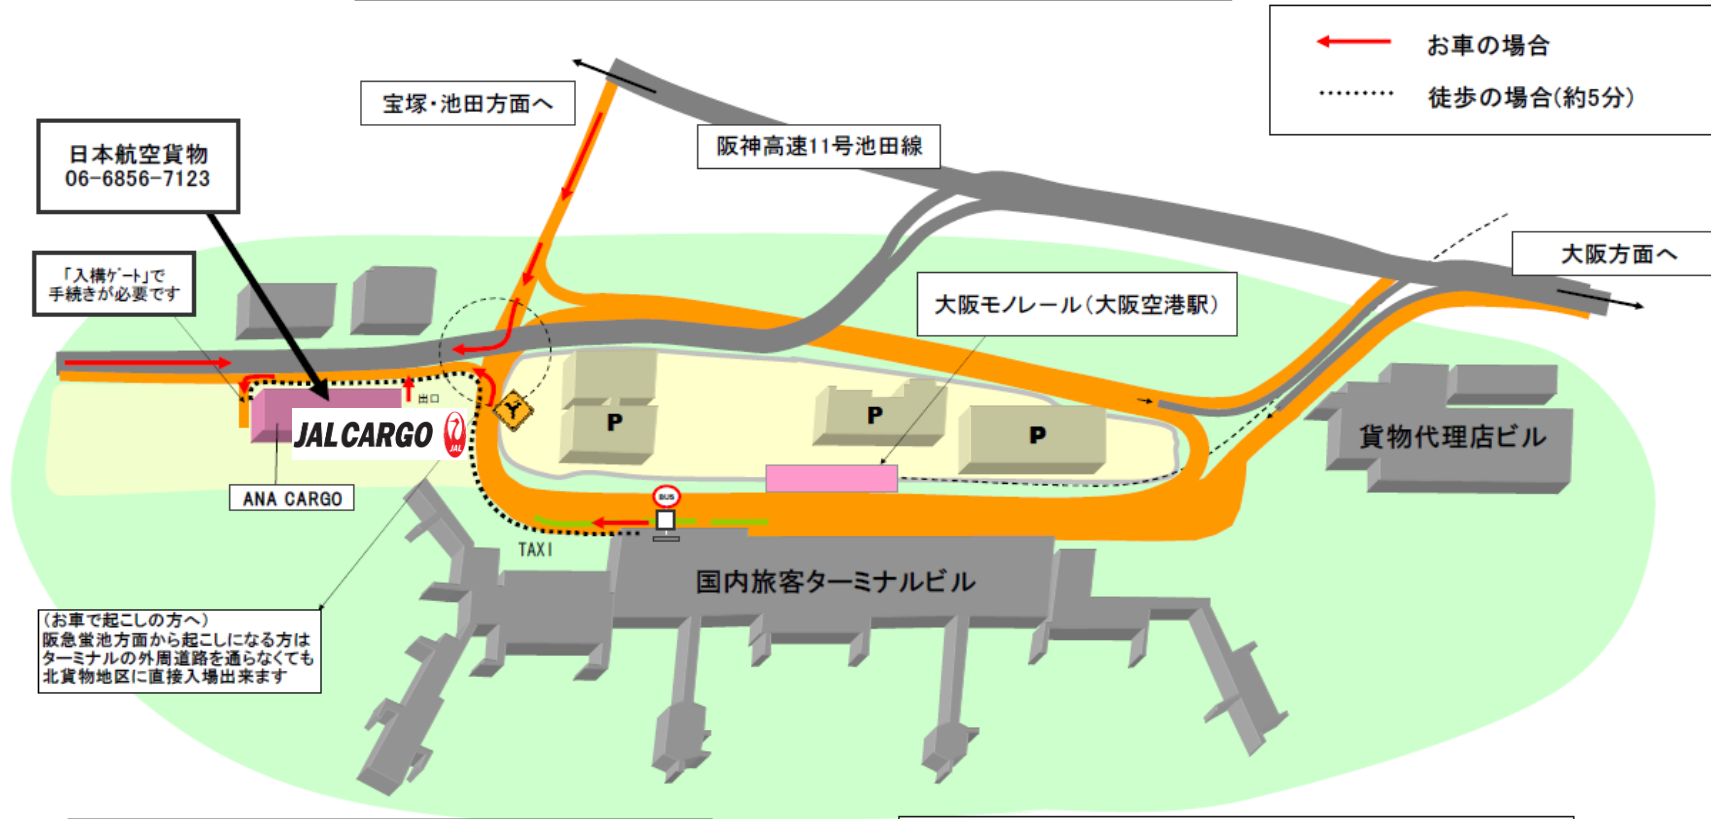 お車の場合
徒歩の場合(約5分)
宝塚・池田方面へ
阪神高速11号池田線
日本航空貨物
06-6856-7123
大阪方面へ
「入構ｹﾞｰﾄ」で
手続きが必要です
大阪モノレール(大阪空港駅)
出口
JAL CARGO
JAL
P
P
P
貨物代理店ビル
ANA CARGO
BUS
TAXI
国内旅客ターミナルビル
(お車で起こしの方へ)
阪急蛍池方面から起こしになる方は
ターミナルの外周道路を通らなくても
北貨物地区に直接入場出来ます